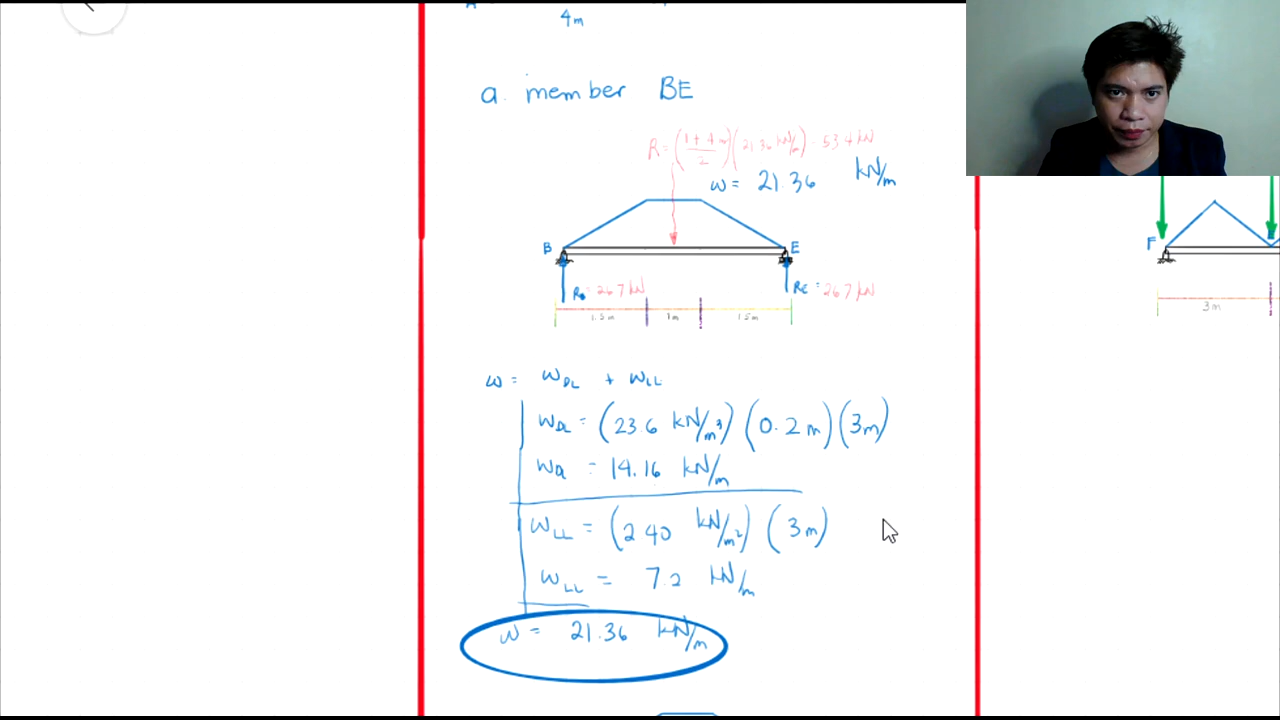 4m
a. member BE
R = (1 + 4 m / 2)(21.36 kN/m) = 53.4 kN
w = 21.36 kN/m
B E
RB = 26.7 kN RE = 26.7 kN
1.5 m 1m 1.5 m
w = wDL + wLL
wDL = (23.6 kN/m³)(0.2 m)(3m)
wDL = 14.16 kN/m
wLL = (2.40 kN/m²)(3m)
wLL = 7.2 kN/m
w = 21.36 kN/m
F
3m